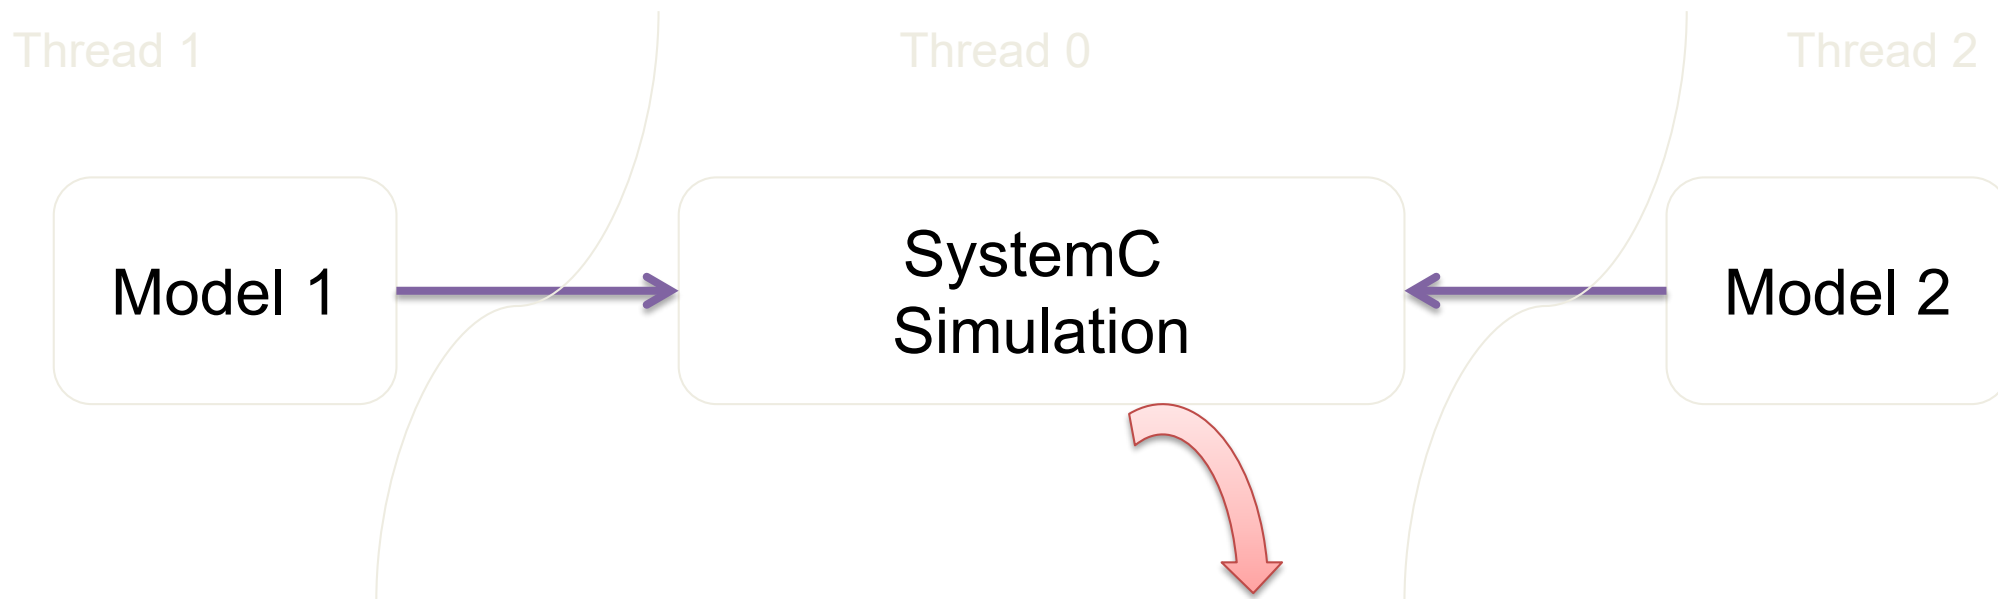 Thread 1
Thread 0
Thread 2
Model 1
SystemC
Simulation
Model 2